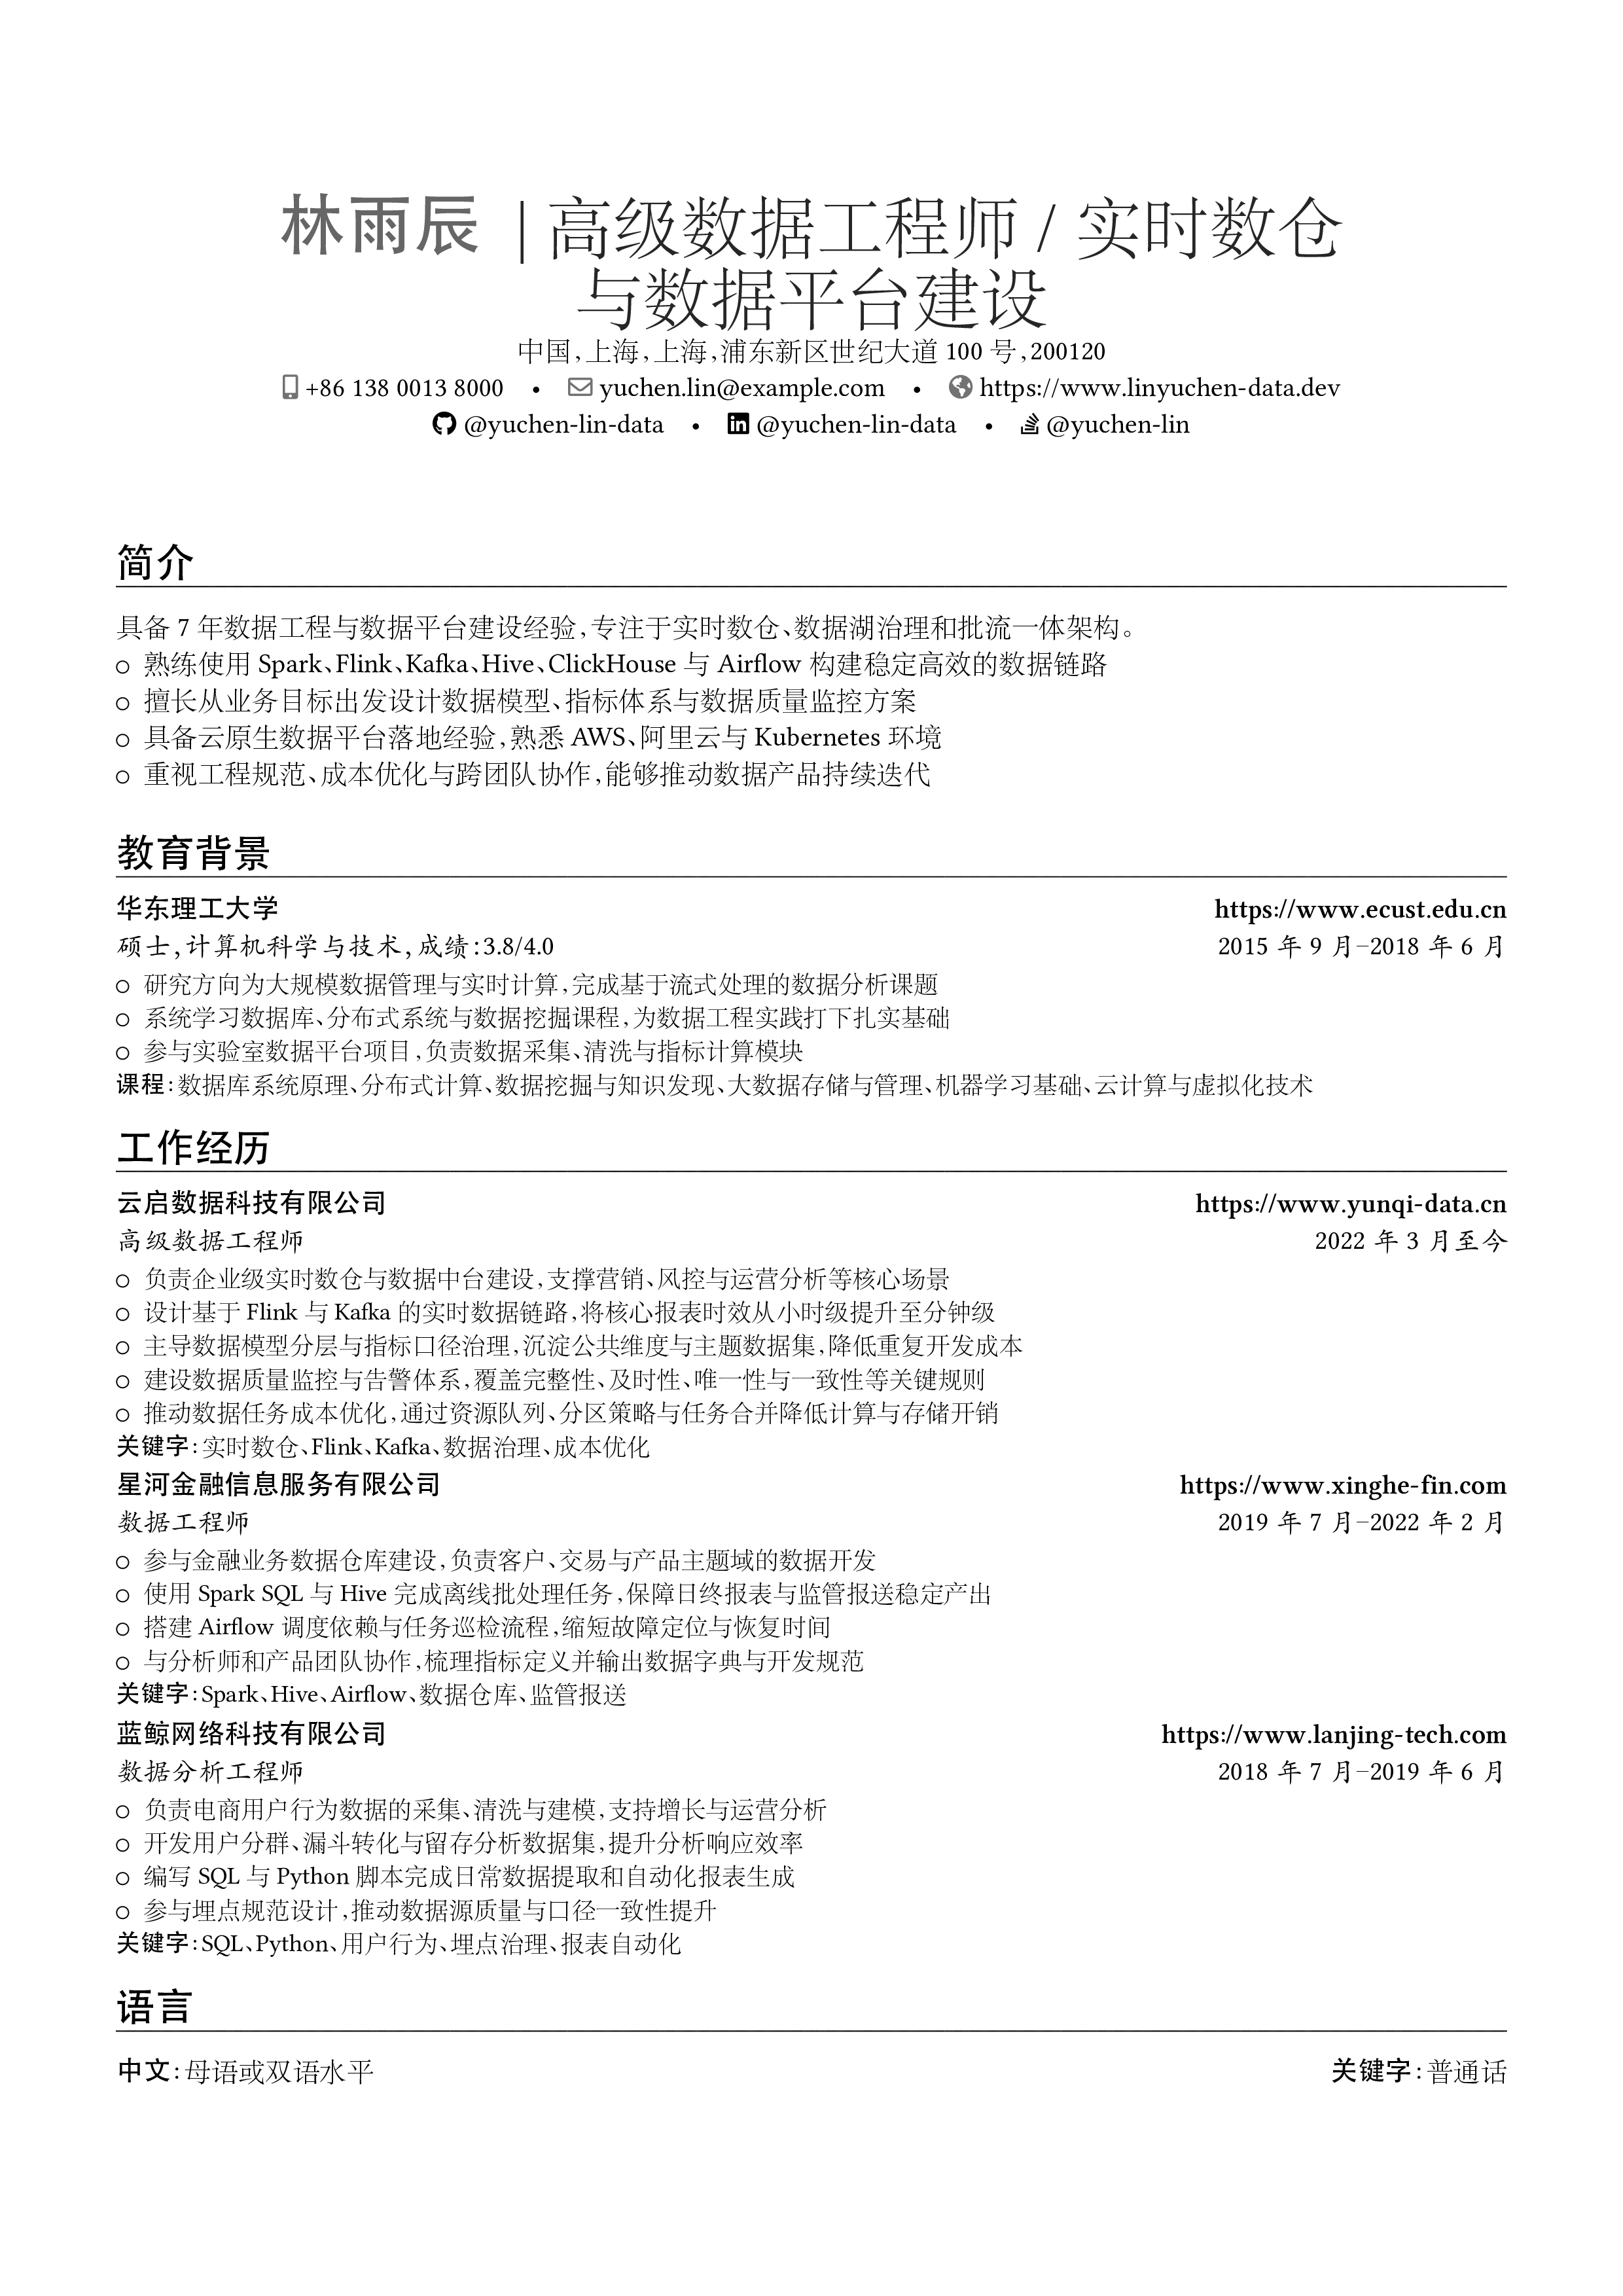 林雨辰 | 高级数据工程师 / 实时数仓
与数据平台建设
中国,上海,上海,浦东新区世纪大道 100 号,200120
+86 138 0013 8000 • yuchen.lin@example.com • https://www.linyuchen-data.dev
@yuchen-lin-data • @yuchen-lin-data • @yuchen-lin
简介
具备 7 年数据工程与数据平台建设经验,专注于实时数仓、数据湖治理和批流一体架构。
○ 熟练使用 Spark、Flink、Kafka、Hive、ClickHouse 与 Airflow 构建稳定高效的数据链路
○ 擅长从业务目标出发设计数据模型、指标体系与数据质量监控方案
○ 具备云原生数据平台落地经验,熟悉 AWS、阿里云与 Kubernetes 环境
○ 重视工程规范、成本优化与跨团队协作,能够推动数据产品持续迭代
教育背景
华东理工大学 https://www.ecust.edu.cn
硕士,计算机科学与技术,成绩:3.8/4.0 2015 年 9 月–2018 年 6 月
○ 研究方向为大规模数据管理与实时计算,完成基于流式处理的数据分析课题
○ 系统学习数据库、分布式系统与数据挖掘课程,为数据工程实践打下扎实基础
○ 参与实验室数据平台项目,负责数据采集、清洗与指标计算模块
课程:数据库系统原理、分布式计算、数据挖掘与知识发现、大数据存储与管理、机器学习基础、云计算与虚拟化技术
工作经历
云启数据科技有限公司 https://www.yunqi-data.cn
高级数据工程师 2022 年 3 月至今
○ 负责企业级实时数仓与数据中台建设,支撑营销、风控与运营分析等核心场景
○ 设计基于 Flink 与 Kafka 的实时数据链路,将核心报表时效从小时级提升至分钟级
○ 主导数据模型分层与指标口径治理,沉淀公共维度与主题数据集,降低重复开发成本
○ 建设数据质量监控与告警体系,覆盖完整性、及时性、唯一性与一致性等关键规则
○ 推动数据任务成本优化,通过资源队列、分区策略与任务合并降低计算与存储开销
关键字:实时数仓、Flink、Kafka、数据治理、成本优化
星河金融信息服务有限公司 https://www.xinghe-fin.com
数据工程师 2019 年 7 月–2022 年 2 月
○ 参与金融业务数据仓库建设,负责客户、交易与产品主题域的数据开发
○ 使用 Spark SQL 与 Hive 完成离线批处理任务,保障日终报表与监管报送稳定产出
○ 搭建 Airflow 调度依赖与任务巡检流程,缩短故障定位与恢复时间
○ 与分析师和产品团队协作,梳理指标定义并输出数据字典与开发规范
关键字:Spark、Hive、Airflow、数据仓库、监管报送
蓝鲸网络科技有限公司 https://www.lanjing-tech.com
数据分析工程师 2018 年 7 月–2019 年 6 月
○ 负责电商用户行为数据的采集、清洗与建模,支持增长与运营分析
○ 开发用户分群、漏斗转化与留存分析数据集,提升分析响应效率
○ 编写 SQL 与 Python 脚本完成日常数据提取和自动化报表生成
○ 参与埋点规范设计,推动数据源质量与口径一致性提升
关键字:SQL、Python、用户行为、埋点治理、报表自动化
语言
中文:母语或双语水平 关键字:普通话